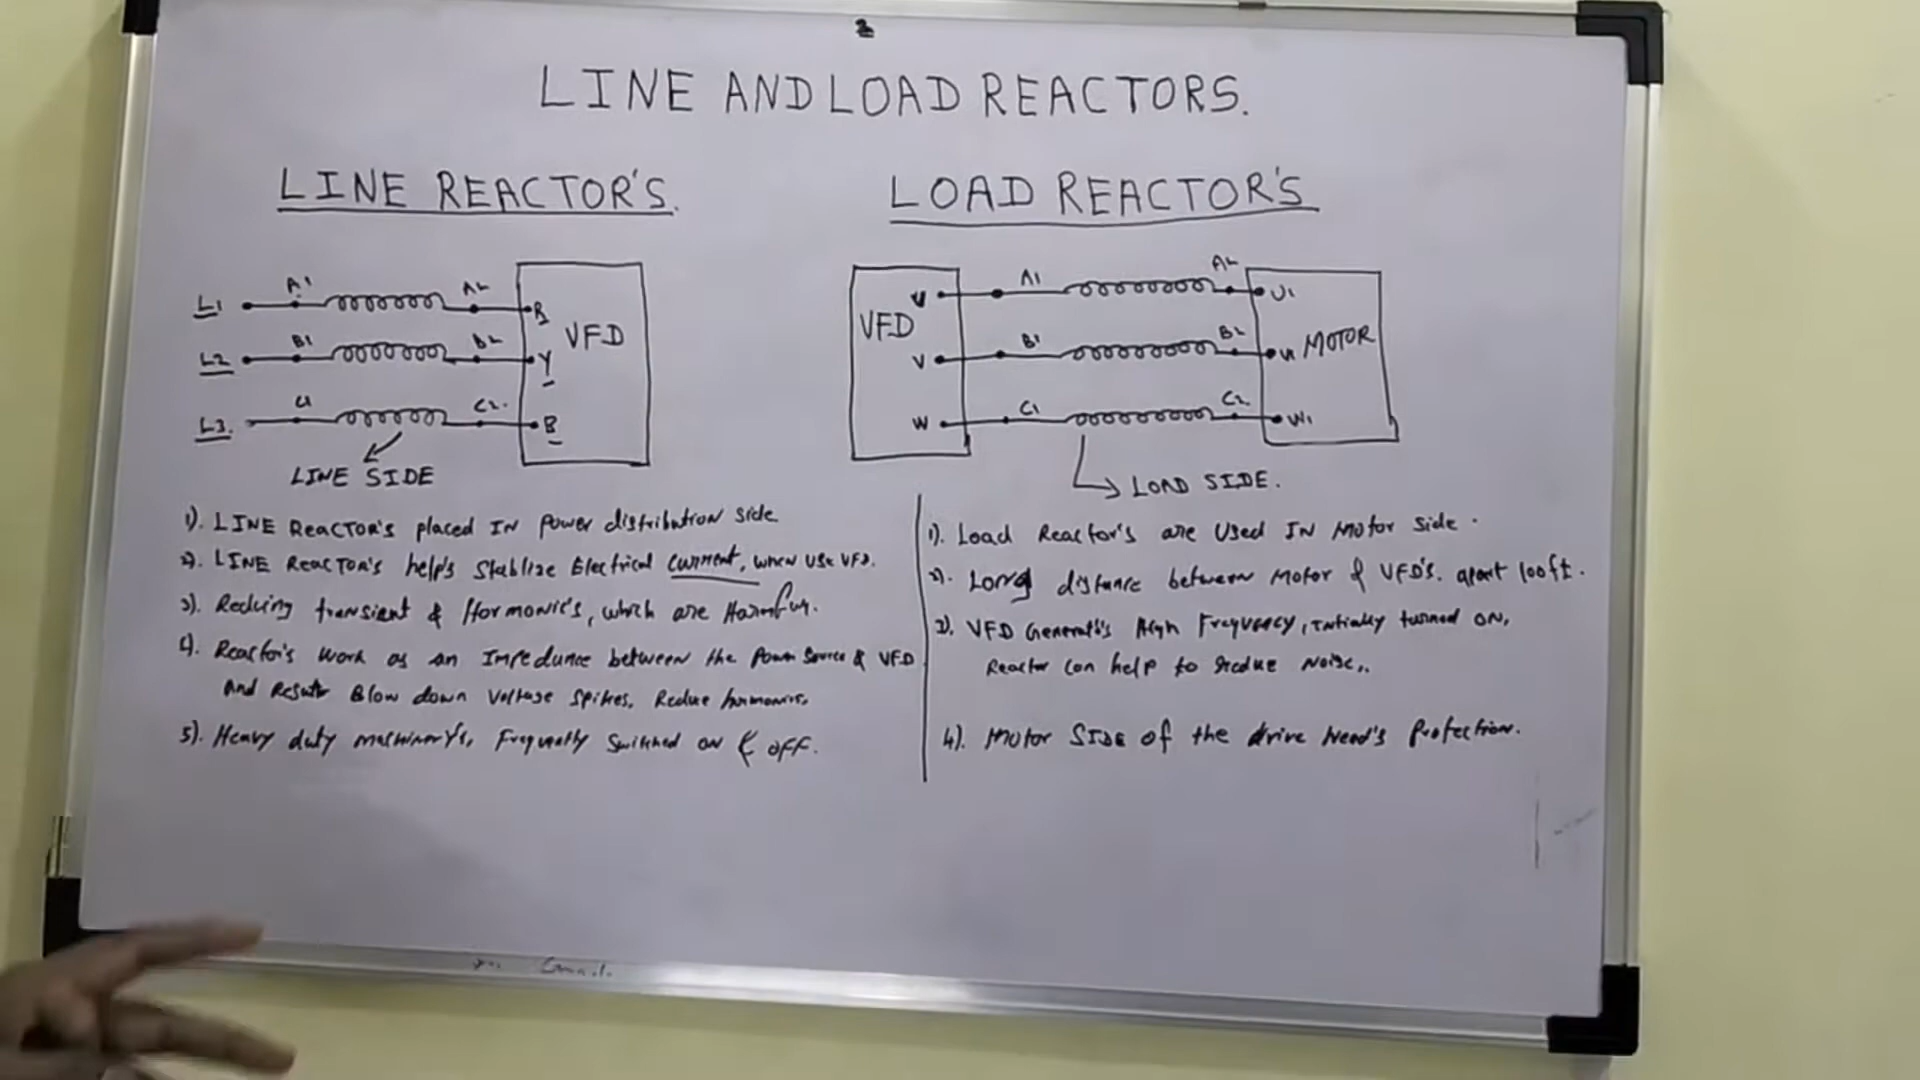 LINE AND LOAD REACTORS.
LINE REACTOR'S.
L1 A1 A2 R
L2 B1 B2 Y
L3. C1 C2. B
VFD
LINE SIDE
1). LINE REACTOR'S placed IN Power distribution side
2). LINE REACTOR'S help's Stablize Electrical Current, when Use VFD.
3). Reducing transient & Harmonic's, which are Harmful.
4). Reactor's work as an Impedance between the Power Source & VFD
And Result Blow down Voltage Spikes. Reduce harmonics.
5). Heavy duty machinery's, Frequently Switched on & OFF.
LOAD REACTOR'S
VFD
U A1 A2 U1
V B1 B2 V1
W C1 C2 W1
MOTOR
LOAD SIDE.
1). Load Reactor's are Used IN Motor Side.
2). Long distance between Motor & VFD's. apart 100ft.
3). VFD Generat's High Frequency, Intially turned ON,
Reactor can help to reduce Noise..
4). Motor SIDE of the drive Need's Protection.